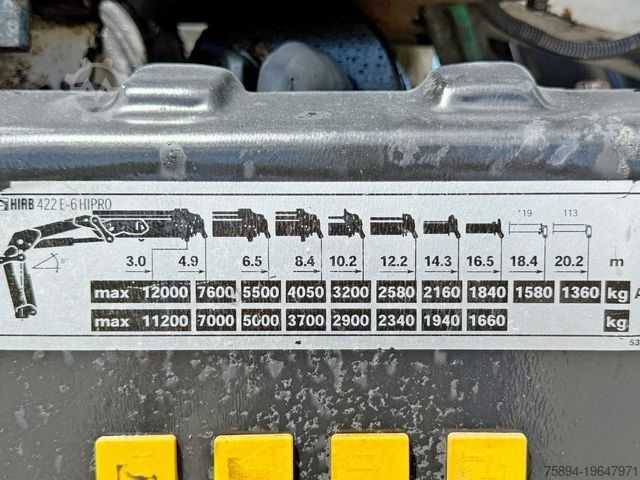 HIAB 422 E-6 HIPRO
119 113
3.0 4.9 6.5 8.4 10.2 12.2 14.3 16.5 18.4 20.2 m
8°
max 12000 7600 5500 4050 3200 2580 2160 1840 1580 1360 kg A
max 11200 7000 5000 3700 2900 2340 1940 1660 kg
53
75894-19647971